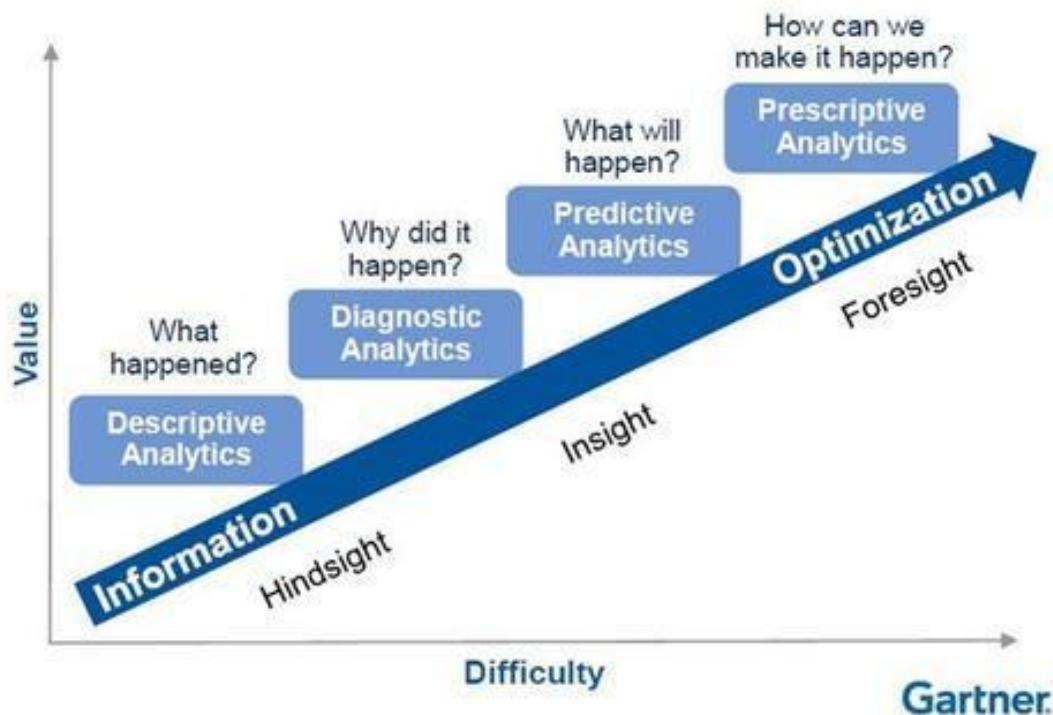 How can we
make it happen?
Prescriptive
Analytics
What will
happen?
Predictive
Analytics
Why did it
happen?
Diagnostic
Analytics
What
happened?
Descriptive
Analytics
Value
Information
Optimization
Hindsight
Insight
Foresight
Difficulty
Gartner.